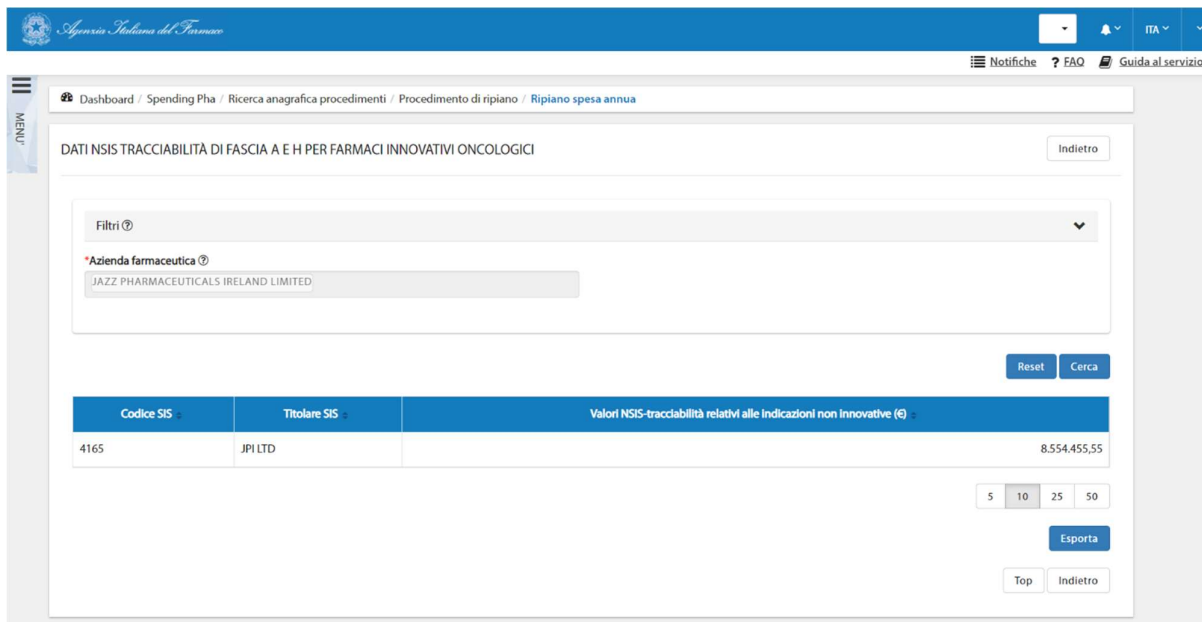 Agenzia Italiana del Farmaco
ITA
Notifiche ? FAQ Guida al servizio
MENU'
Dashboard / Spending Pha / Ricerca anagrafica procedimenti / Procedimento di ripiano / Ripiano spesa annua
DATI NSIS TRACCIABILITÀ DI FASCIA A E H PER FARMACI INNOVATIVI ONCOLOGICI
Indietro
Filtri ?
*Azienda farmaceutica ?
JAZZ PHARMACEUTICALS IRELAND LIMITED
Reset Cerca
Codice SIS Titolare SIS Valori NSIS-tracciabilità relativi alle indicazioni non innovative (€)
4165 JPI LTD 8.554.455,55
5 10 25 50
Esporta
Top Indietro